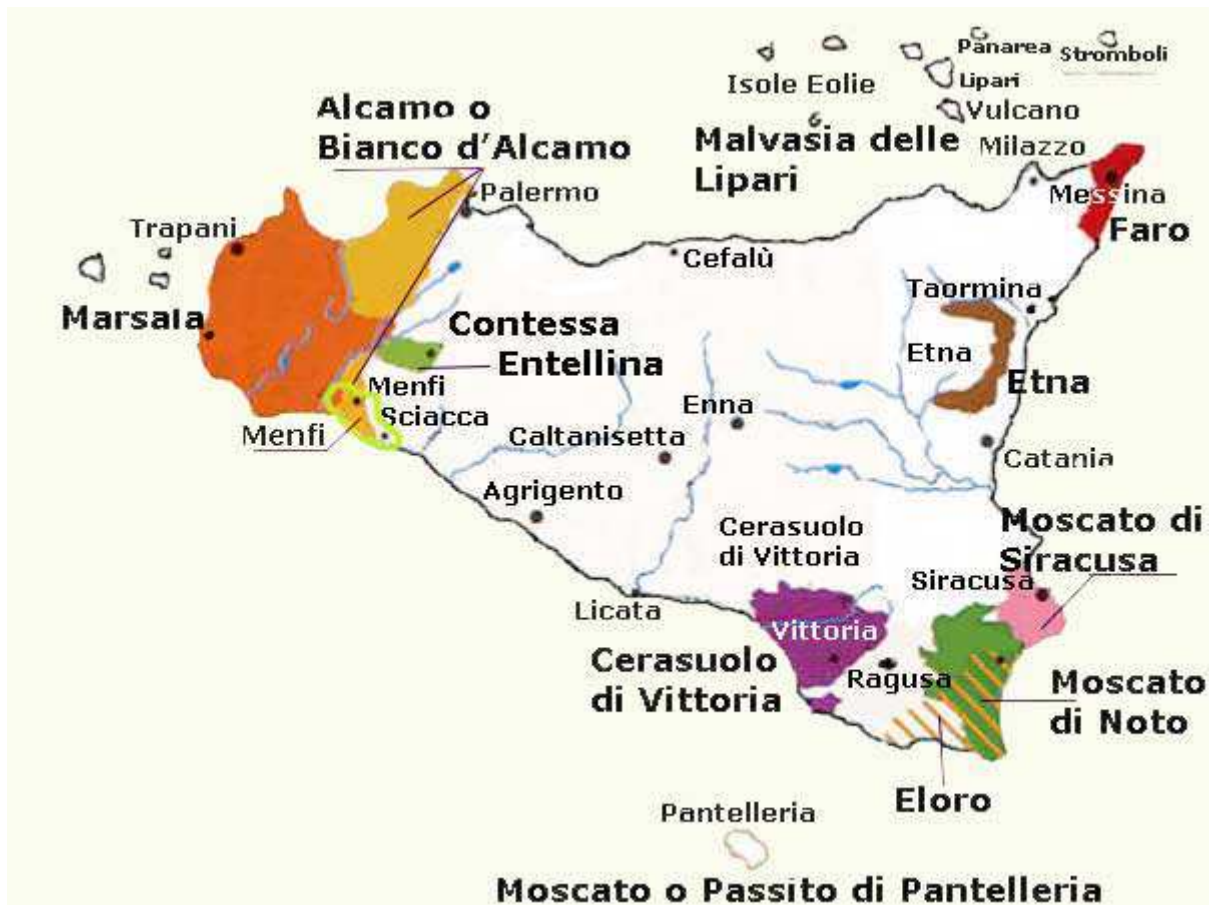 Panarea
Stromboli
Isole Eolie
Lipari
Vulcano
Alcamo o
Bianco d'Alcamo
Malvasia delle
Lipari
Milazzo
Palermo
Messina
Trapani
Faro
Cefalù
Marsala
Taormina
Contessa
Entellina
Etna
Etna
Menfi
Sciacca
Menfi
Enna
Caltanisetta
Catania
Agrigento
Cerasuolo
di Vittoria
Moscato di
Siracusa
Siracusa
Licata
Vittoria
Cerasuolo
di Vittoria
Ragusa
Moscato
di Noto
Eloro
Pantelleria
Moscato o Passito di Pantelleria